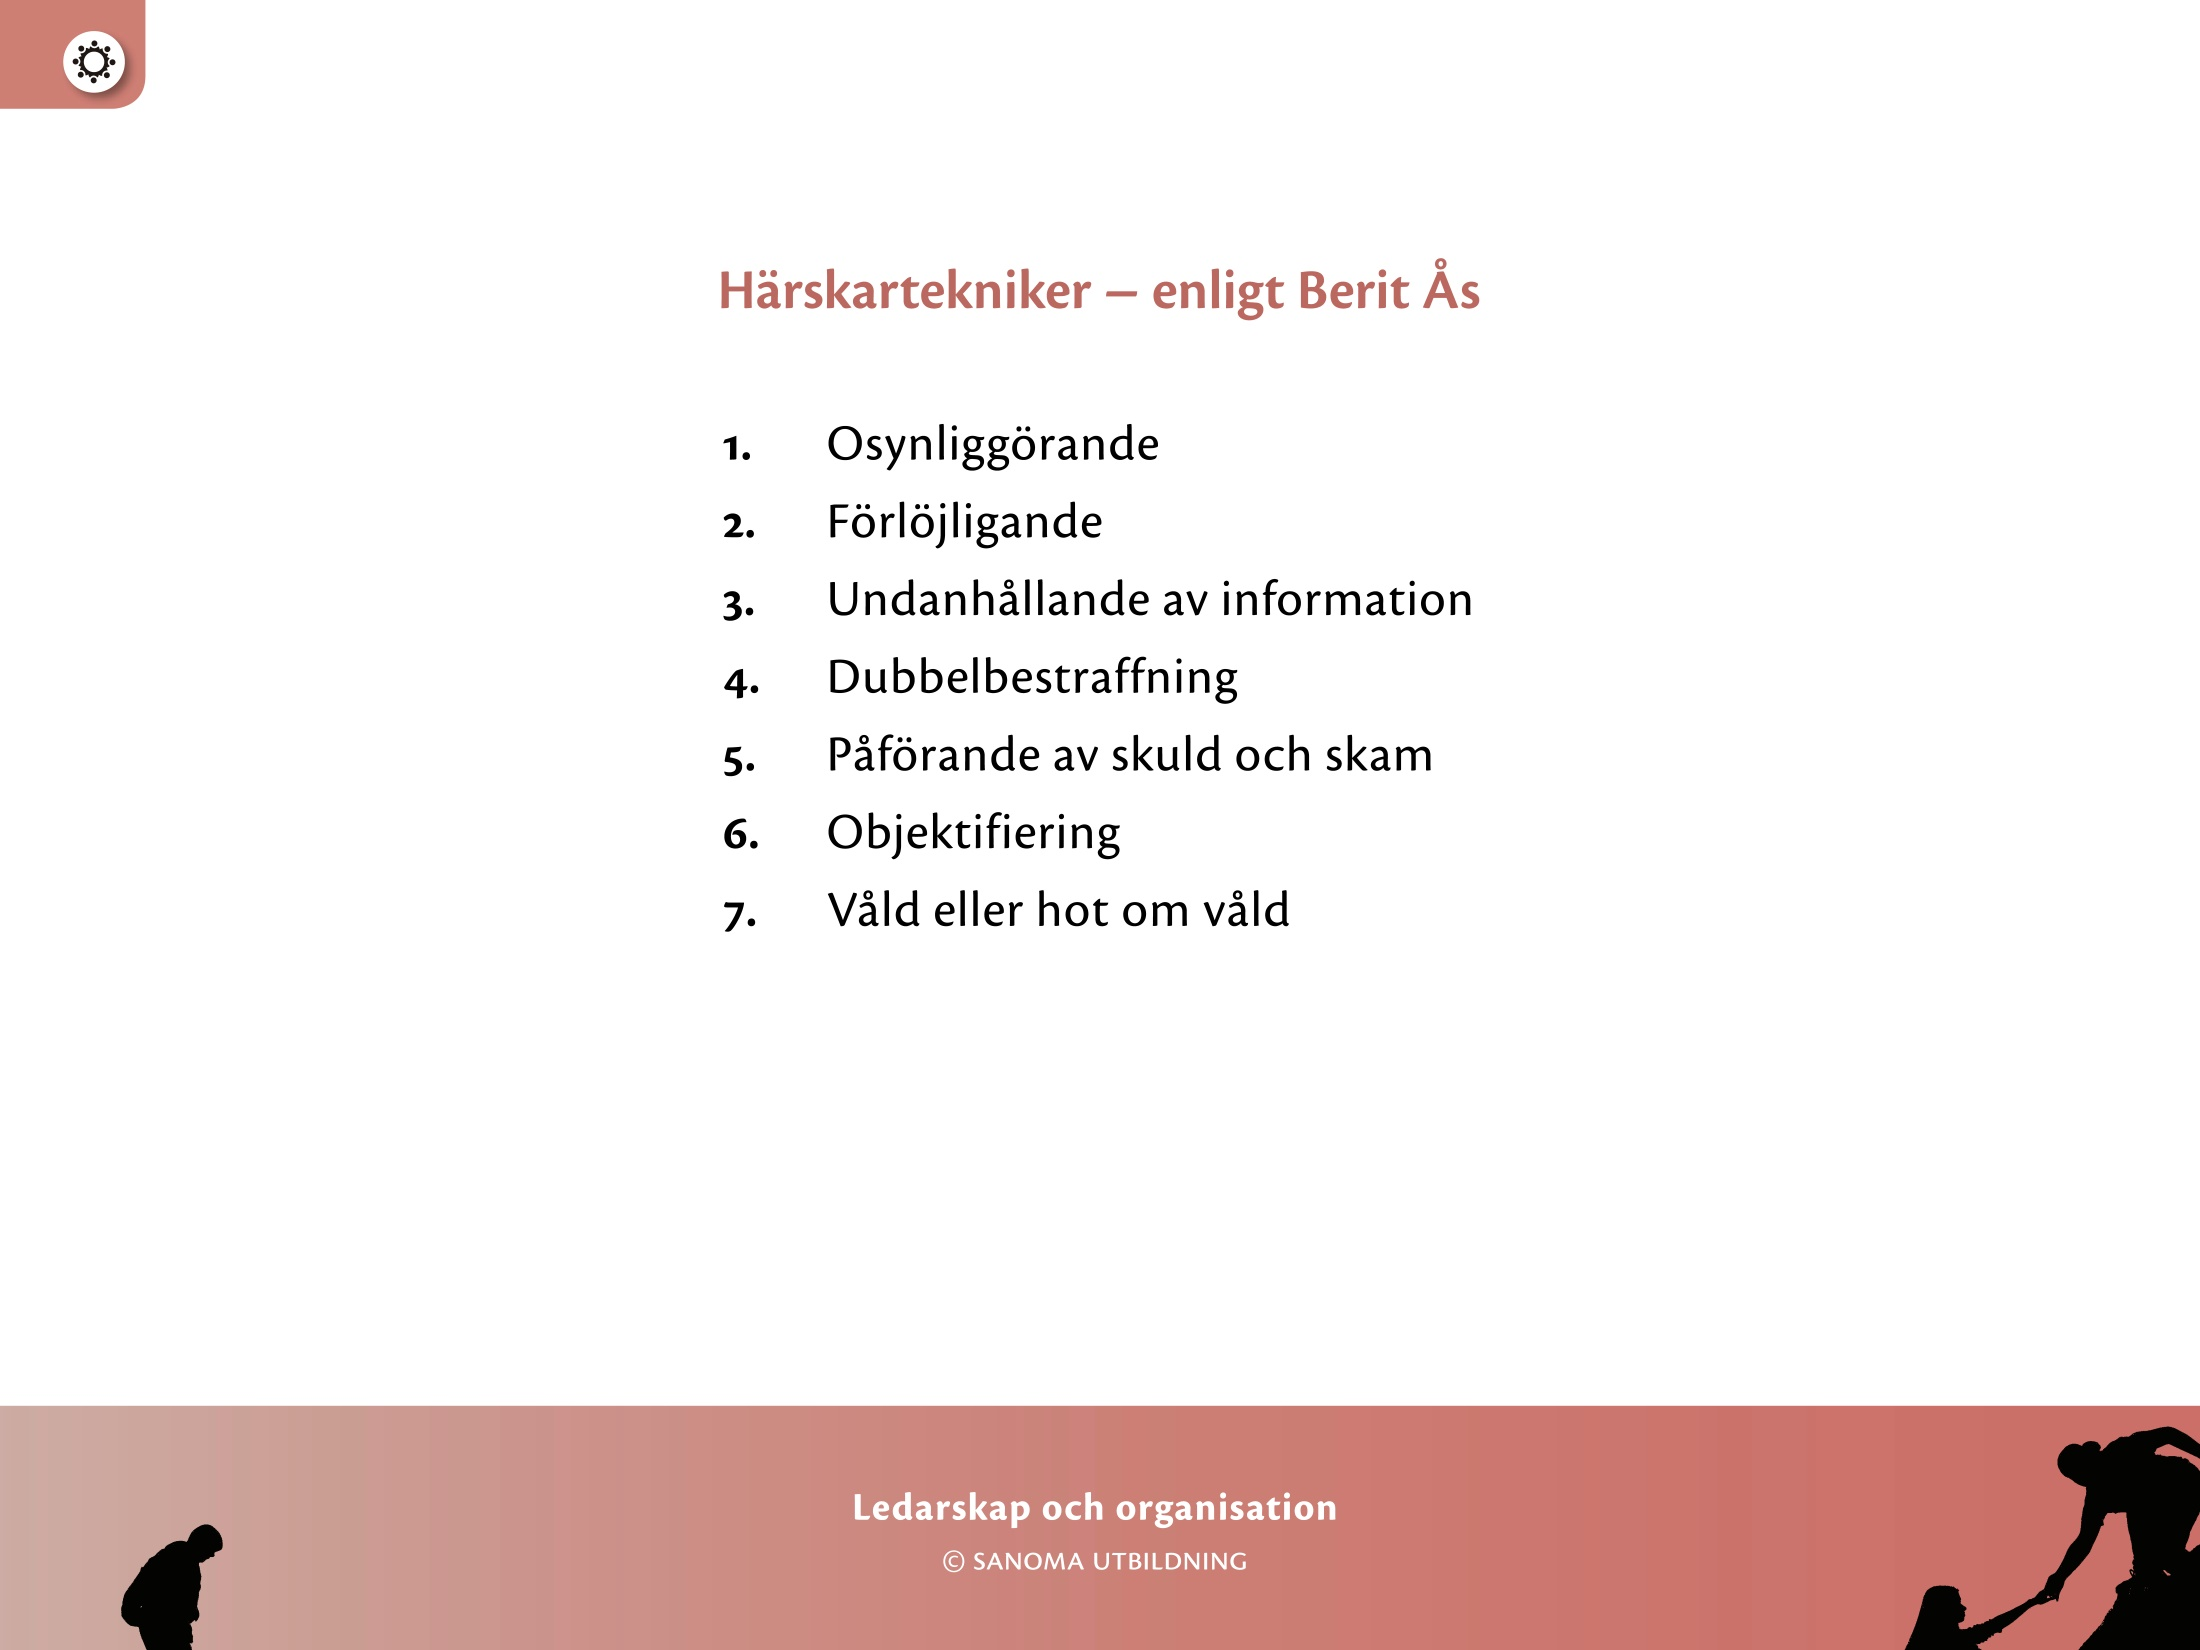 Härskartekniker – enligt Berit Ås
1. Osynliggörande
2. Förlöjligande
3. Undanhållande av information
4. Dubbelbestraffning
5. Påförande av skuld och skam
6. Objektifiering
7. Våld eller hot om våld
Ledarskap och organisation
© SANOMA UTBILDNING